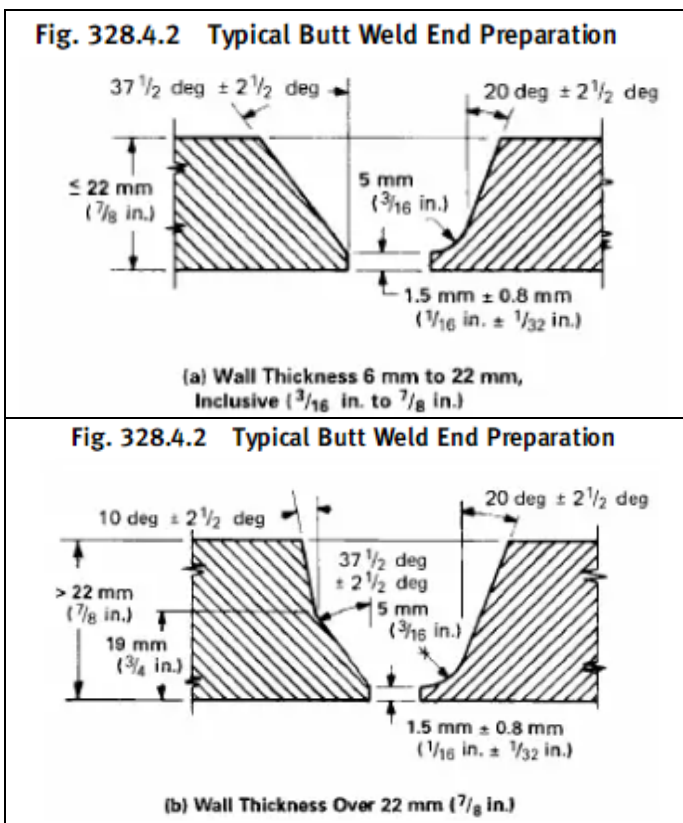 Fig. 328.4.2 Typical Butt Weld End Preparation
37 1/2 deg ± 2 1/2 deg
20 deg ± 2 1/2 deg
≤ 22 mm
(7/8 in.)
5 mm
(3/16 in.)
1.5 mm ± 0.8 mm
(1/16 in. ± 1/32 in.)
(a) Wall Thickness 6 mm to 22 mm,
Inclusive (3/16 in. to 7/8 in.)
Fig. 328.4.2 Typical Butt Weld End Preparation
10 deg ± 2 1/2 deg
20 deg ± 2 1/2 deg
37 1/2 deg
± 2 1/2 deg
> 22 mm
(7/8 in.)
5 mm
(3/16 in.)
19 mm
(3/4 in.)
1.5 mm ± 0.8 mm
(1/16 in. ± 1/32 in.)
(b) Wall Thickness Over 22 mm (7/8 in.)